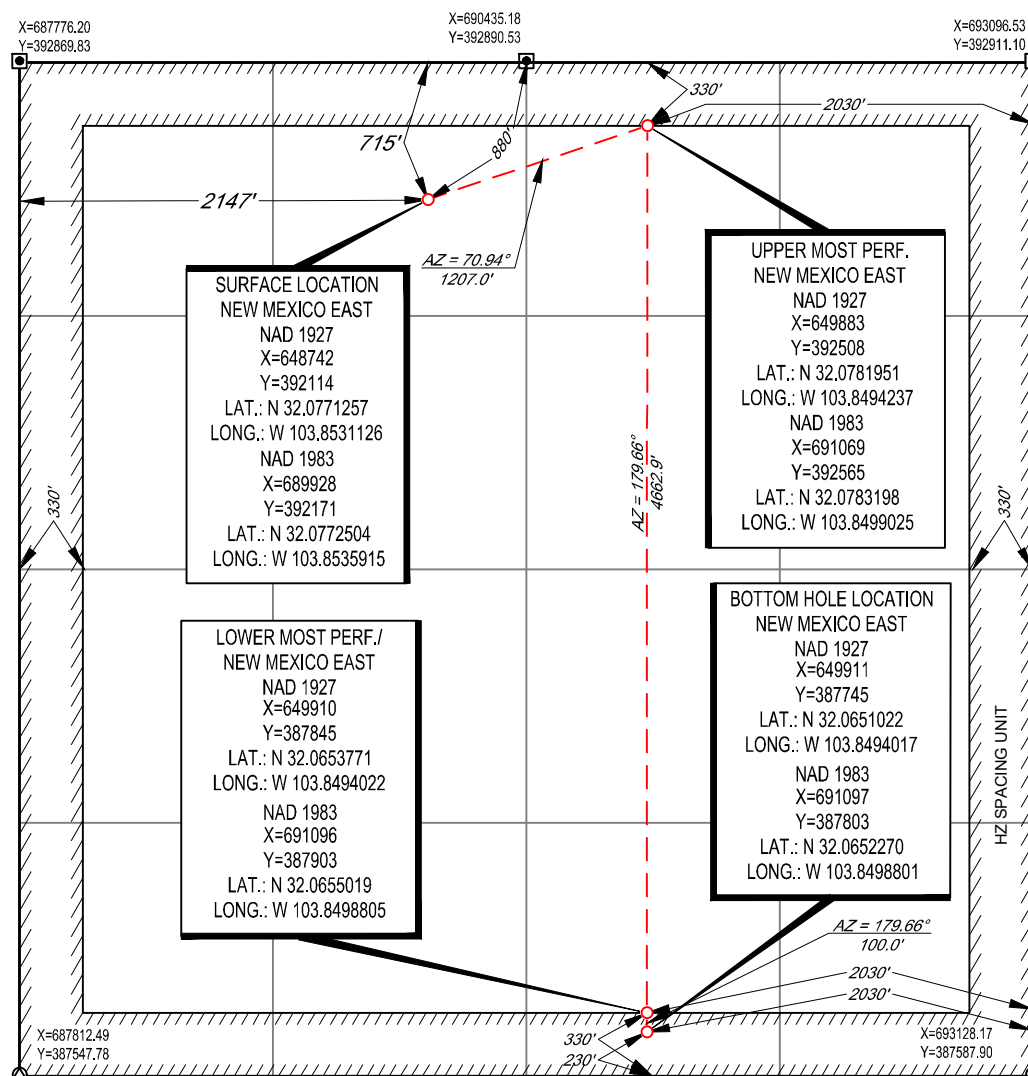 X=687776.20
Y=392869.83
X=690435.18
Y=392890.53
X=693096.53
Y=392911.10
330'
2030'
715'
880'
2147'
AZ = 70.94°
1207.0'
SURFACE LOCATION
NEW MEXICO EAST
NAD 1927
X=648742
Y=392114
LAT.: N 32.0771257
LONG.: W 103.8531126
NAD 1983
X=689928
Y=392171
LAT.: N 32.0772504
LONG.: W 103.8535915
UPPER MOST PERF.
NEW MEXICO EAST
NAD 1927
X=649883
Y=392508
LAT.: N 32.0781951
LONG.: W 103.8494237
NAD 1983
X=691069
Y=392565
LAT.: N 32.0783198
LONG.: W 103.8499025
AZ = 179.66°
4662.9'
330'
330'
LOWER MOST PERF./
NEW MEXICO EAST
NAD 1927
X=649910
Y=387845
LAT.: N 32.0653771
LONG.: W 103.8494022
NAD 1983
X=691096
Y=387903
LAT.: N 32.0655019
LONG.: W 103.8498805
BOTTOM HOLE LOCATION
NEW MEXICO EAST
NAD 1927
X=649911
Y=387745
LAT.: N 32.0651022
LONG.: W 103.8494017
NAD 1983
X=691097
Y=387803
LAT.: N 32.0652270
LONG.: W 103.8498801
HZ SPACING UNIT
AZ = 179.66°
100.0'
2030'
2030'
330'
230'
X=687812.49
Y=387547.78
X=693128.17
Y=387587.90